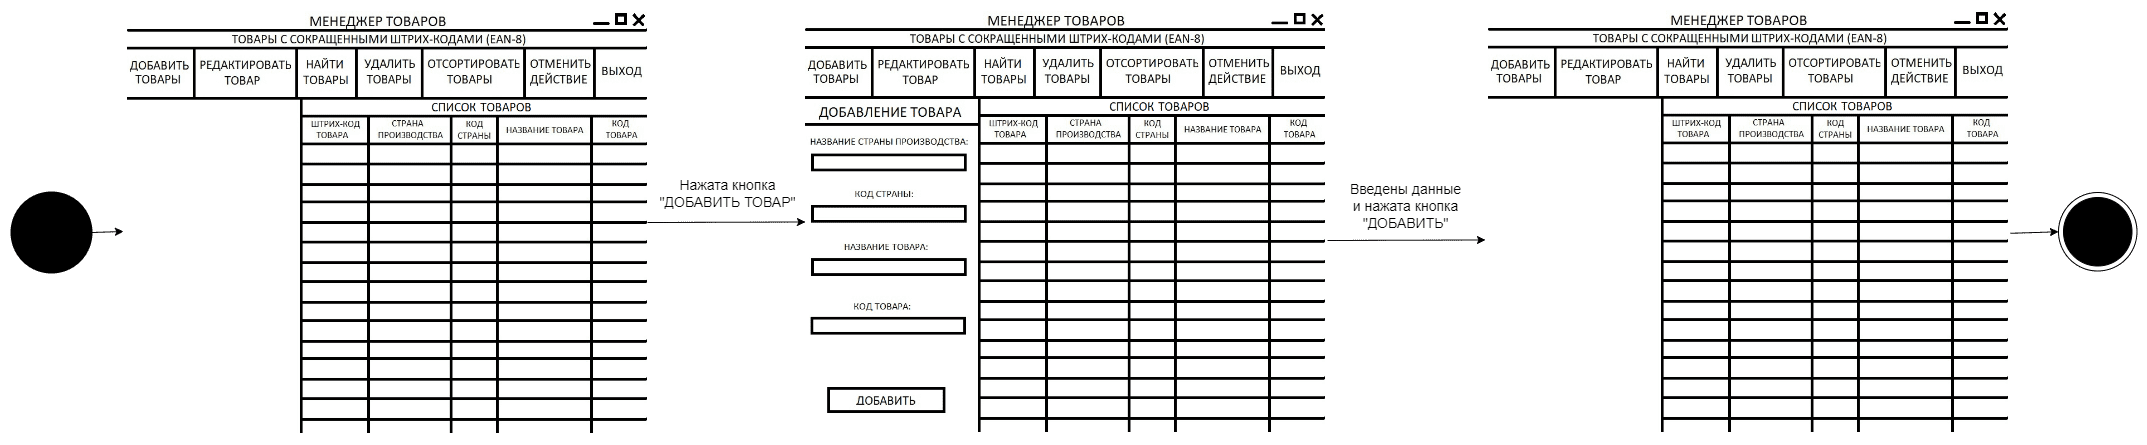 МЕНЕДЖЕР ТОВАРОВ
ТОВАРЫ С СОКРАЩЕННЫМИ ШТРИХ-КОДАМИ (EAN-8)
ДОБАВИТЬ ТОВАРЫ
РЕДАКТИРОВАТЬ ТОВАР
НАЙТИ ТОВАРЫ
УДАЛИТЬ ТОВАРЫ
ОТСОРТИРОВАТЬ ТОВАРЫ
ОТМЕНИТЬ ДЕЙСТВИЕ
ВЫХОД
СПИСОК ТОВАРОВ
ШТРИХ-КОД ТОВАРА
СТРАНА ПРОИЗВОДСТВА
КОД СТРАНЫ
НАЗВАНИЕ ТОВАРА
КОД ТОВАРА
Нажата кнопка
"ДОБАВИТЬ ТОВАР"
МЕНЕДЖЕР ТОВАРОВ
ТОВАРЫ С СОКРАЩЕННЫМИ ШТРИХ-КОДАМИ (EAN-8)
ДОБАВИТЬ ТОВАРЫ
РЕДАКТИРОВАТЬ ТОВАР
НАЙТИ ТОВАРЫ
УДАЛИТЬ ТОВАРЫ
ОТСОРТИРОВАТЬ ТОВАРЫ
ОТМЕНИТЬ ДЕЙСТВИЕ
ВЫХОД
ДОБАВЛЕНИЕ ТОВАРА
НАЗВАНИЕ СТРАНЫ ПРОИЗВОДСТВА:
КОД СТРАНЫ:
НАЗВАНИЕ ТОВАРА:
КОД ТОВАРА:
ДОБАВИТЬ
СПИСОК ТОВАРОВ
ШТРИХ-КОД ТОВАРА
СТРАНА ПРОИЗВОДСТВА
КОД СТРАНЫ
НАЗВАНИЕ ТОВАРА
КОД ТОВАРА
Введены данные
и нажата кнопка
"ДОБАВИТЬ"
МЕНЕДЖЕР ТОВАРОВ
ТОВАРЫ С СОКРАЩЕННЫМИ ШТРИХ-КОДАМИ (EAN-8)
ДОБАВИТЬ ТОВАРЫ
РЕДАКТИРОВАТЬ ТОВАР
НАЙТИ ТОВАРЫ
УДАЛИТЬ ТОВАРЫ
ОТСОРТИРОВАТЬ ТОВАРЫ
ОТМЕНИТЬ ДЕЙСТВИЕ
ВЫХОД
СПИСОК ТОВАРОВ
ШТРИХ-КОД ТОВАРА
СТРАНА ПРОИЗВОДСТВА
КОД СТРАНЫ
НАЗВАНИЕ ТОВАРА
КОД ТОВАРА